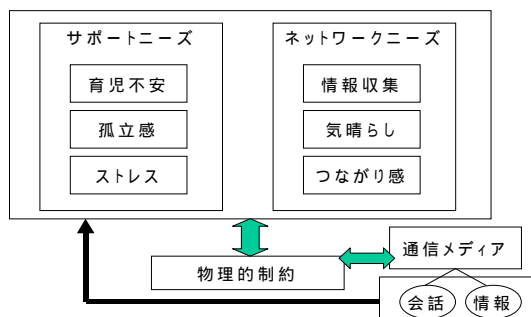 サポートニーズ
育児不安
孤立感
ストレス
ネットワークニーズ
情報収集
気晴らし
つながり感
物理的制約
通信メディア
会話
情報